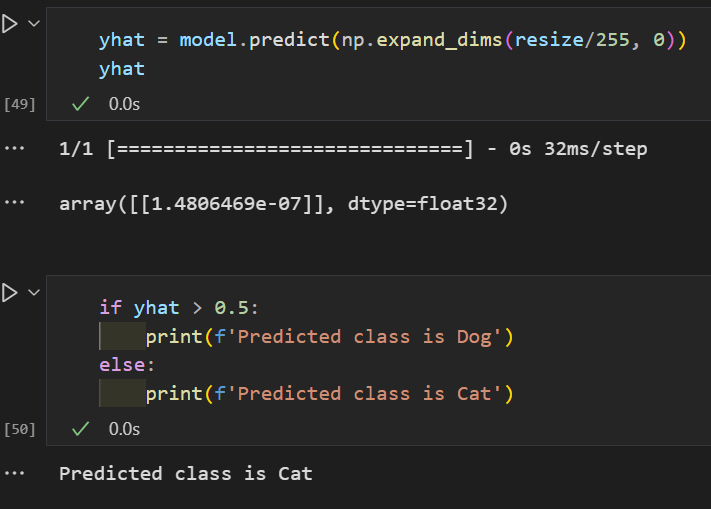 yhat = model.predict(np.expand_dims(resize/255, 0))
yhat
[49] ✓ 0.0s
... 1/1 [==============================] - 0s 32ms/step
... array([[1.4806469e-07]], dtype=float32)
if yhat > 0.5:
    print(f'Predicted class is Dog')
else:
    print(f'Predicted class is Cat')
[50] ✓ 0.0s
... Predicted class is Cat